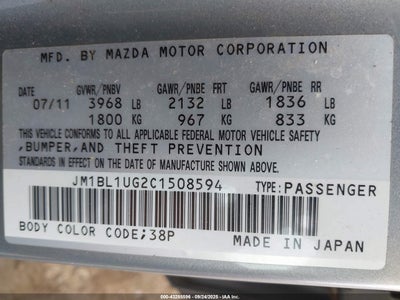 MFD. BY MAZDA MOTOR CORPORATION
DATE GVWR/PNBV GAWR/PNBE FRT GAWR/PNBE RR
07/11 3968 LB 2132 LB 1836 LB
1800 KG 967 KG 833 KG
THIS VEHICLE CONFORMS TO ALL APPLICABLE FEDERAL MOTOR VEHICLE SAFETY
,BUMPER,AND THEFT PREVENTION
STANDARDS IN EFFECT ON THE DATE OF MANUFACTURE SHOWN ABOVE.
JM1BL1UG2C1508594 TYPE:PASSENGER
BODY COLOR CODE;38P MADE IN JAPAN
000 - 43255596 - 09/24/2025 - IAA Inc.